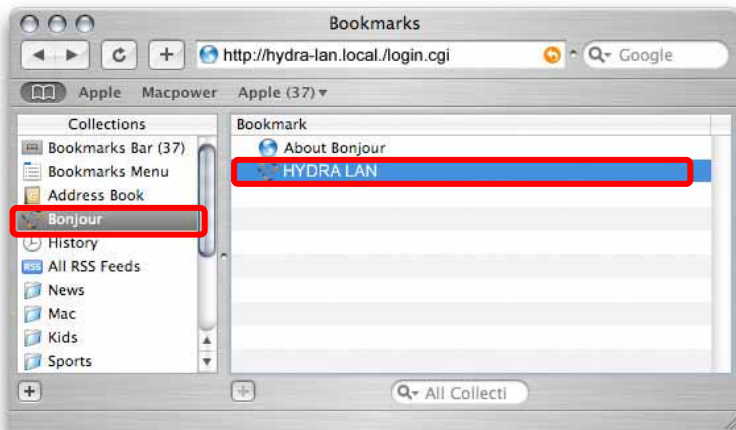 Bookmarks
http://hydra-lan.local./login.cgi
Google
Apple Macpower Apple (37)
Collections
Bookmark
Bookmarks Bar (37)
About Bonjour
Bookmarks Menu
HYDRA LAN
Address Book
Bonjour
History
RSS All RSS Feeds
News
Mac
Kids
Sports
All Collecti